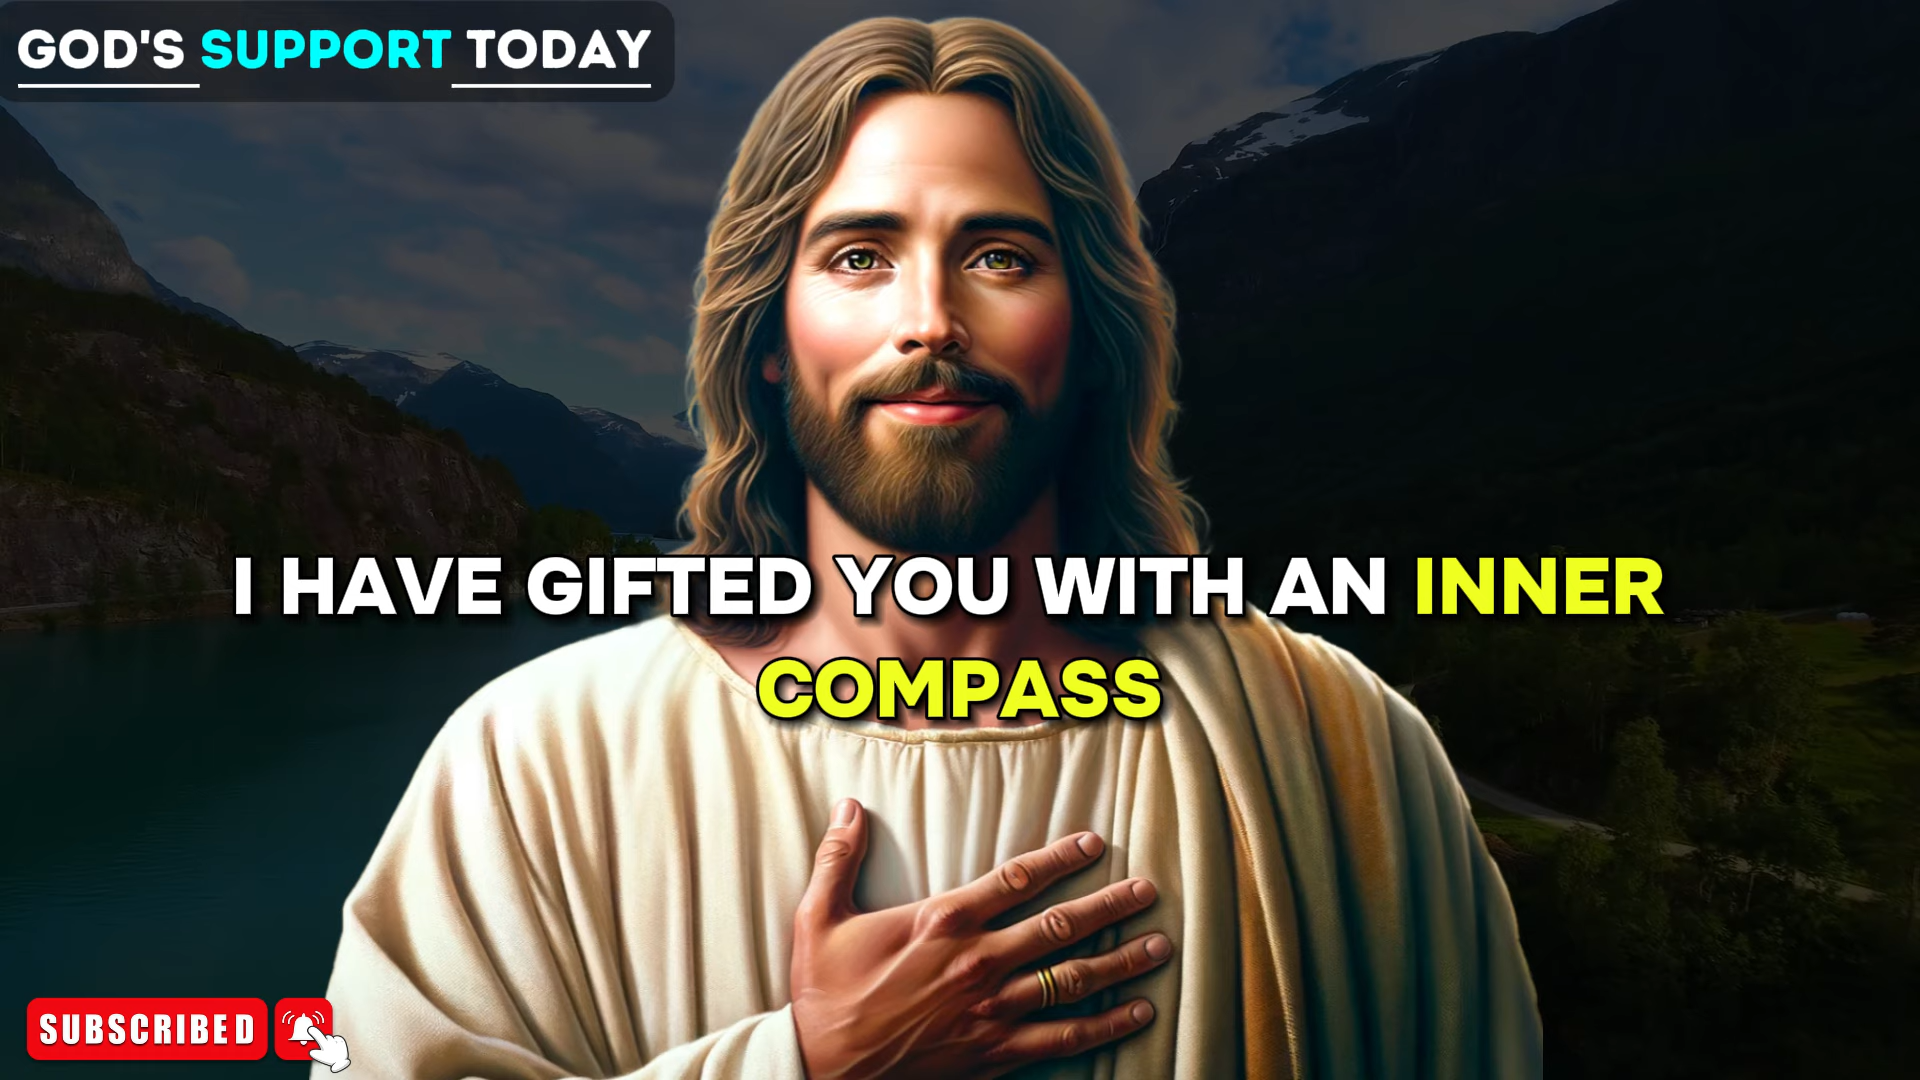 GOD'S SUPPORT TODAY
I HAVE GIFTED YOU WITH AN INNER
COMPASS
SUBSCRIBED